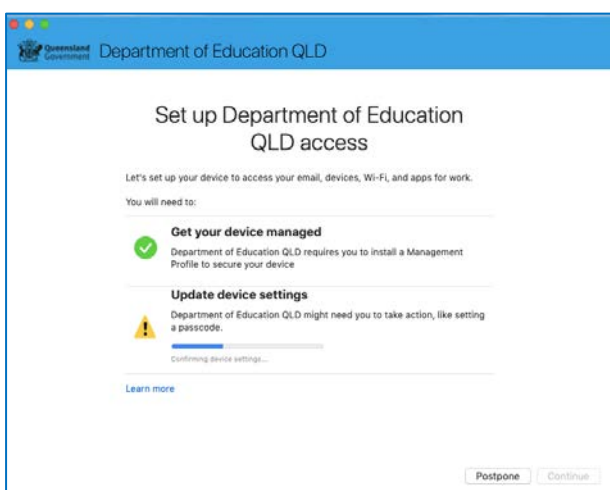 Queensland
Government
Department of Education QLD
Set up Department of Education
QLD access
Let's set up your device to access your email, devices, Wi-Fi, and apps for work.
You will need to:
Get your device managed
Department of Education QLD requires you to install a Management
Profile to secure your device
Update device settings
Department of Education QLD might need you to take action, like setting
a passcode.
Confirming device settings...
Learn more
Postpone
Continue